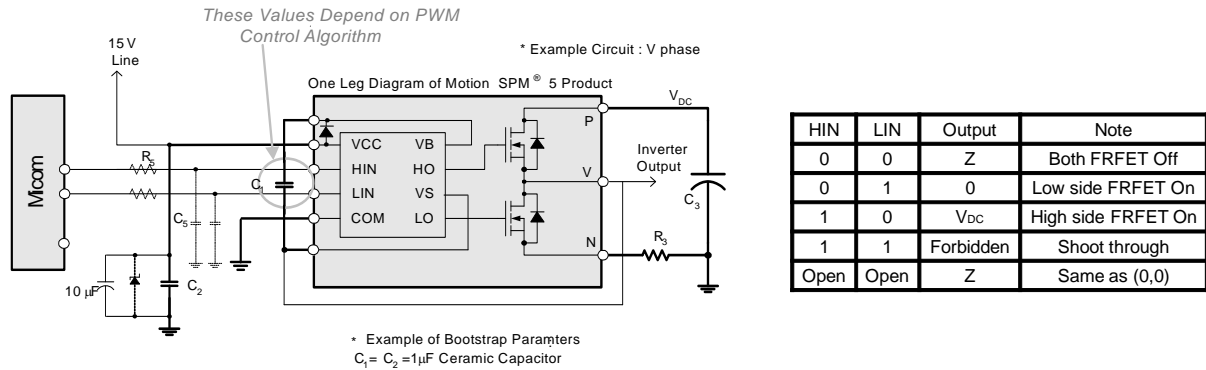 These Values Depend on PWM
Control Algorithm
15 V
Line
* Example Circuit : V phase
One Leg Diagram of Motion SPM® 5 Product
VDC
P
Micom
R5
VCC VB
HIN HO
LIN VS
COM LO
C1
Inverter
Output
V
C3
C5
N
R3
10 μF
C2
* Example of Bootstrap Paramters
C1= C2 =1μF Ceramic Capacitor
HIN LIN Output Note
0 0 Z Both FRFET Off
0 1 0 Low side FRFET On
1 0 VDC High side FRFET On
1 1 Forbidden Shoot through
Open Open Z Same as (0,0)